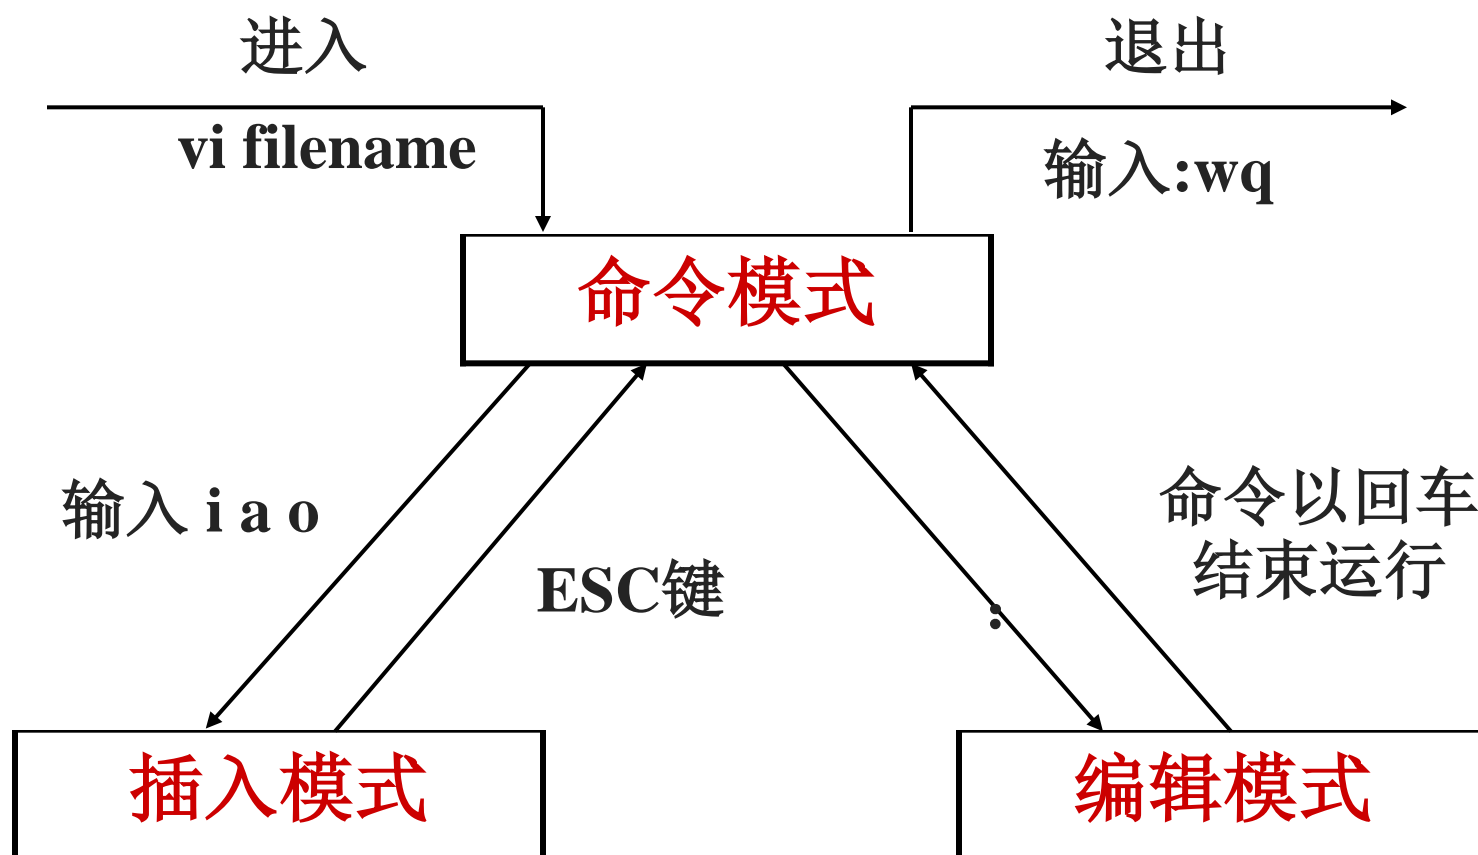 进入
退出
vi filename
输入:wq
命令模式
输入 i a o
ESC键
:
命令以回车
结束运行
插入模式
编辑模式